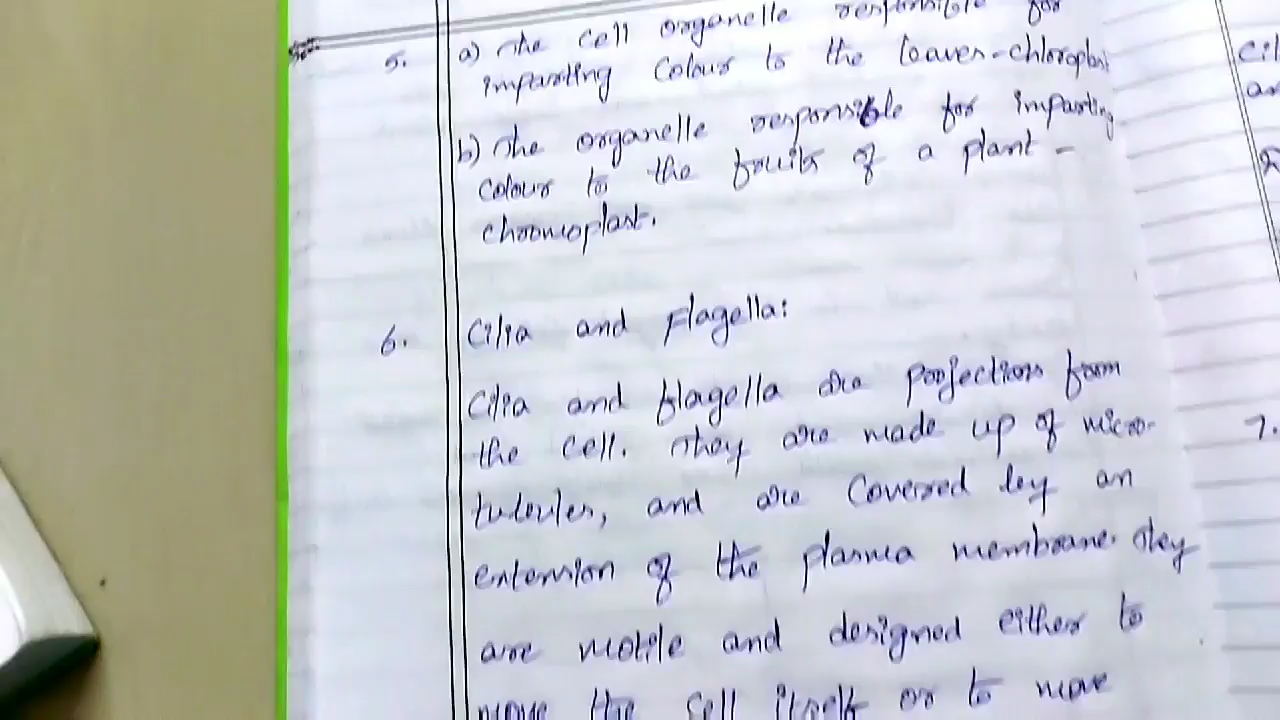 5. a) The cell organelle responsible for
imparting colour to the leaves-chloroplast
b) The organelle responsible for imparting
colour to the fruits of a plant -
chromoplast.
6. Cilia and Flagella:
Cilia and flagella are projections from
the cell. They are made up of micro-
tubules, and are covered by an
extension of the plasma membrane. They
are motile and designed either to
move the cell itself or to move
7.